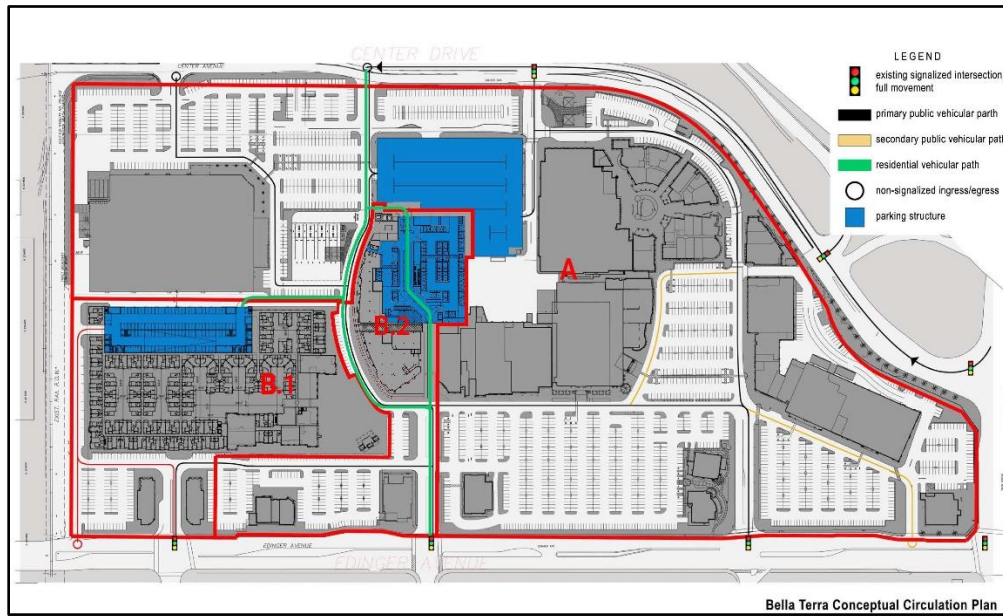 CENTER DRIVE
CENTER AVENUE
LEGEND
existing signalized intersection
full movement
primary public vehicular parth
secondary public vehicular path
residential vehicular path
non-signalized ingress/egress
parking structure
A
B.2
B.1
EXIST. RAIL R.O.W.
EDINGER AVENUE
EDINGER AVENUE
Bella Terra Conceptual Circulation Plan